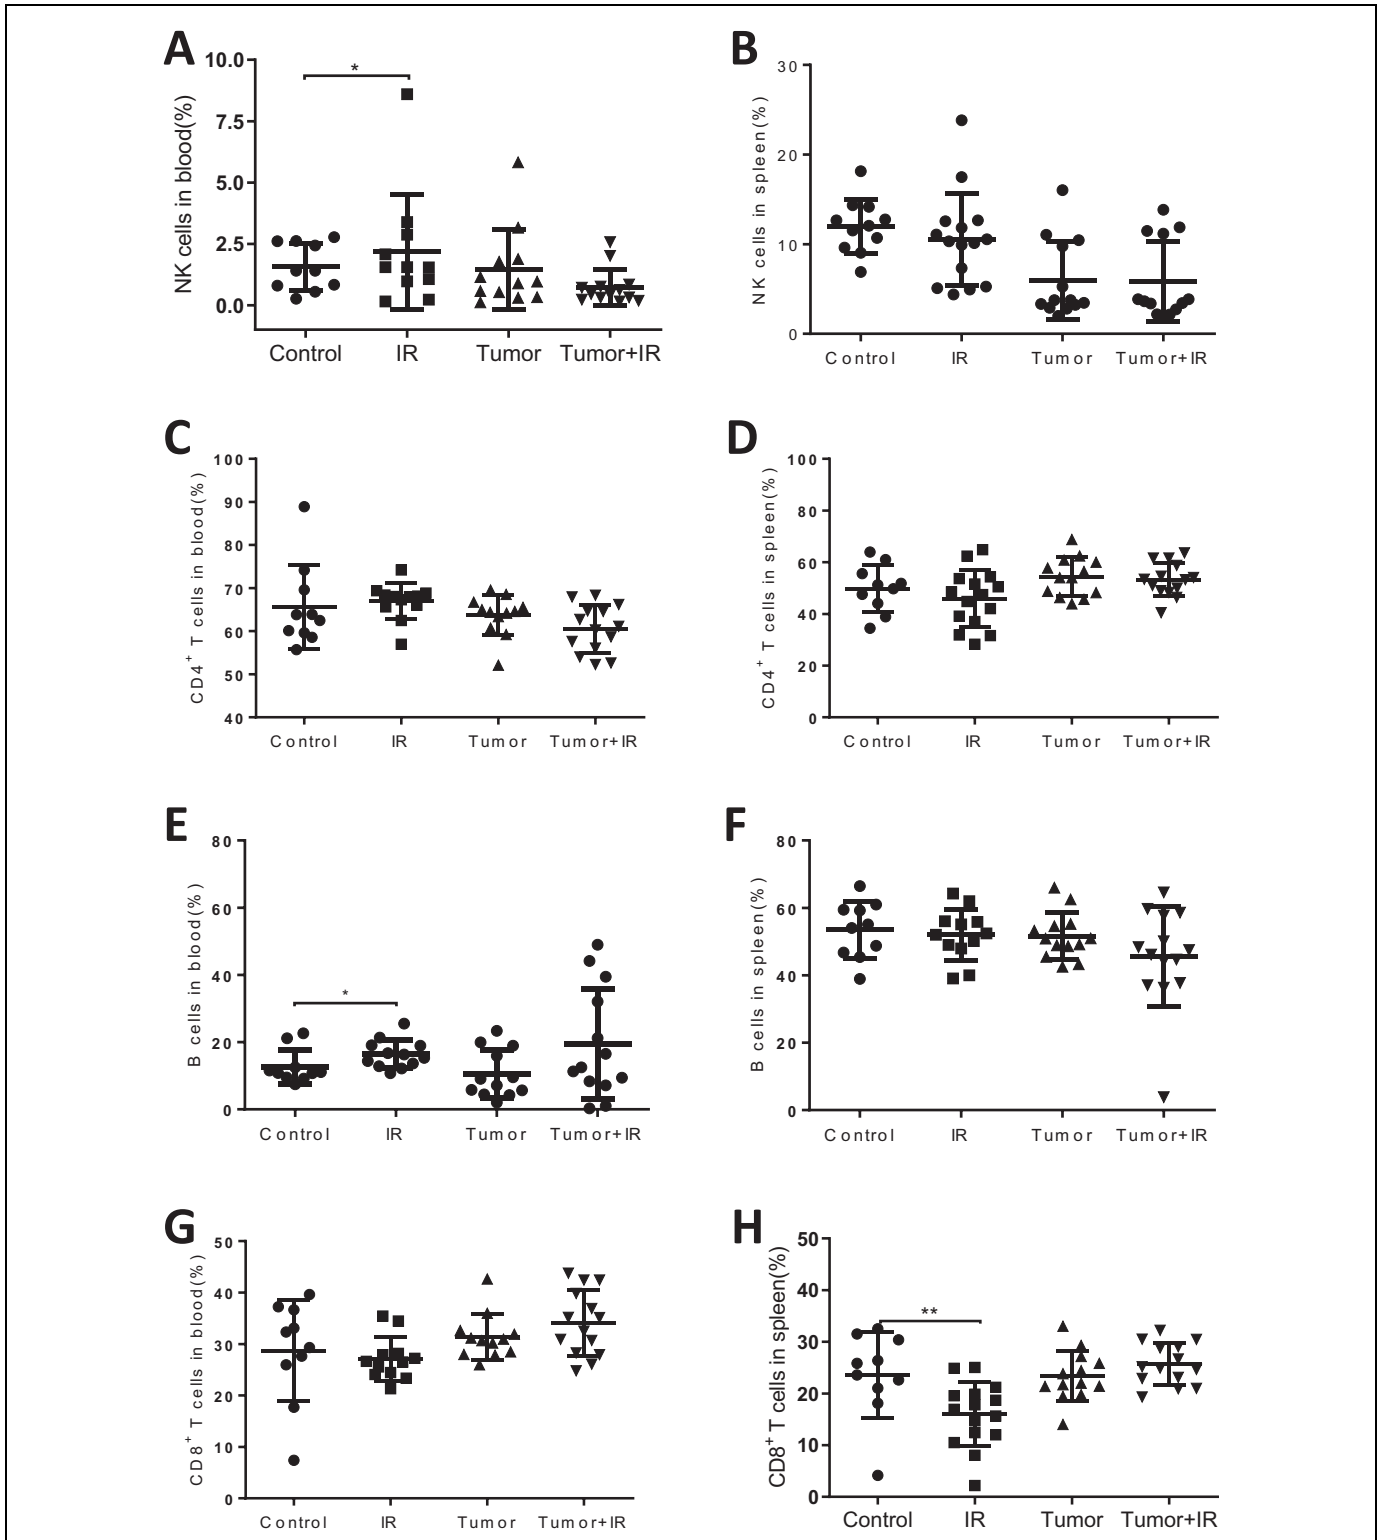 A
NK cells in blood(%)
10.0
7.5
5.0
2.5
0.0
*
Control IR Tumor Tumor+IR
B
NK cells in spleen(%)
30
20
10
0
Control IR Tumor Tumor+IR
C
CD4+ T cells in blood(%)
100
90
80
70
60
50
40
Control IR Tumor Tumor+IR
D
CD4+ T cells in spleen(%)
100
80
60
40
20
0
Control IR Tumor Tumor+IR
E
B cells in blood(%)
80
60
40
20
0
*
Control IR Tumor Tumor+IR
F
B cells in spleen(%)
80
60
40
20
0
Control IR Tumor Tumor+IR
G
CD8+ T cells in blood(%)
50
40
30
20
10
0
Control IR Tumor Tumor+IR
H
CD8+ T cells in spleen(%)
50
40
30
20
10
0
**
Control IR Tumor Tumor+IR